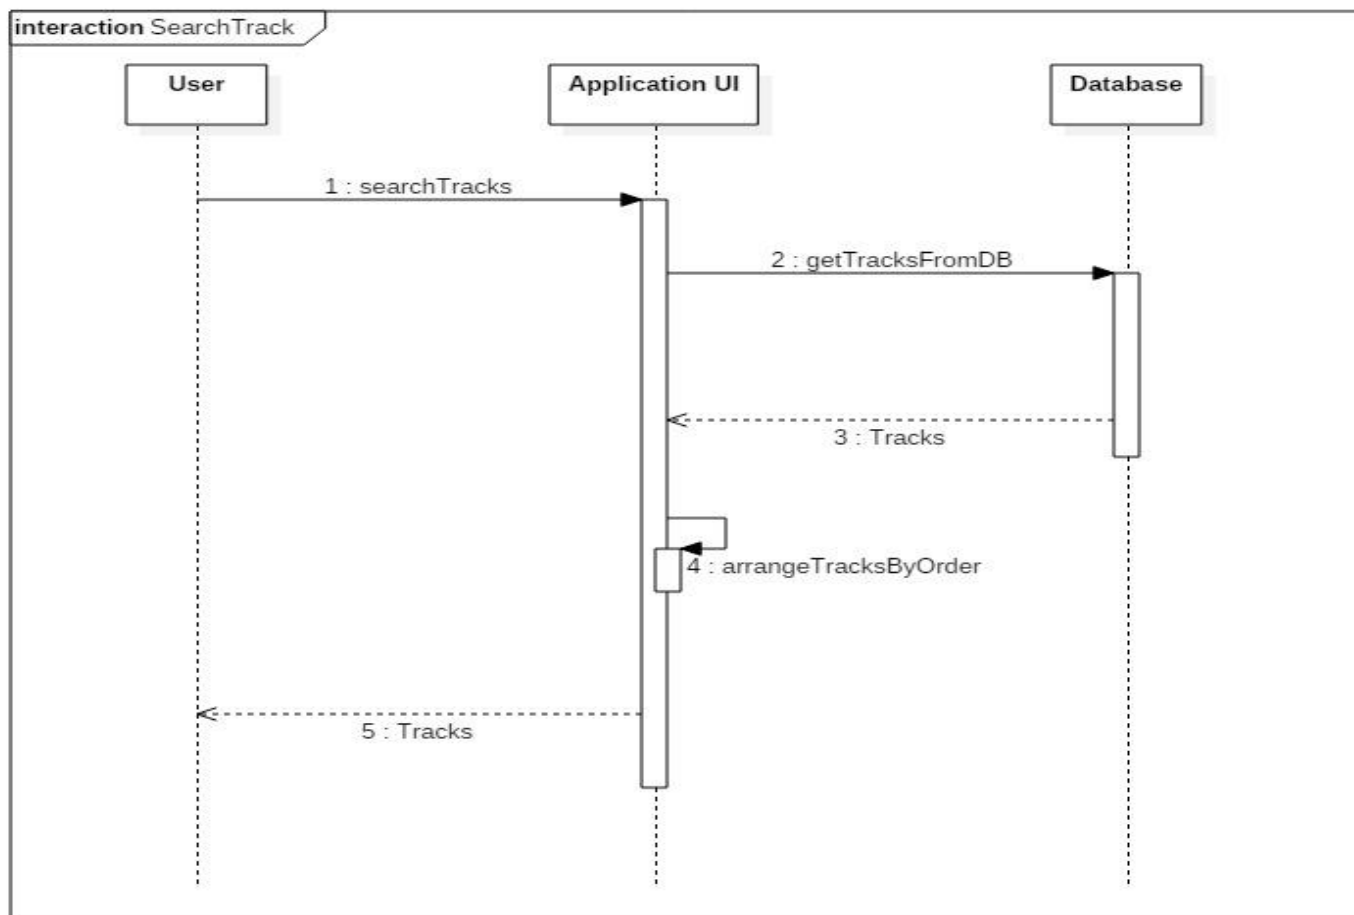 interaction SearchTrack
User
Application UI
Database
1 : searchTracks
2 : getTracksFromDB
3 : Tracks
4 : arrangeTracksByOrder
5 : Tracks